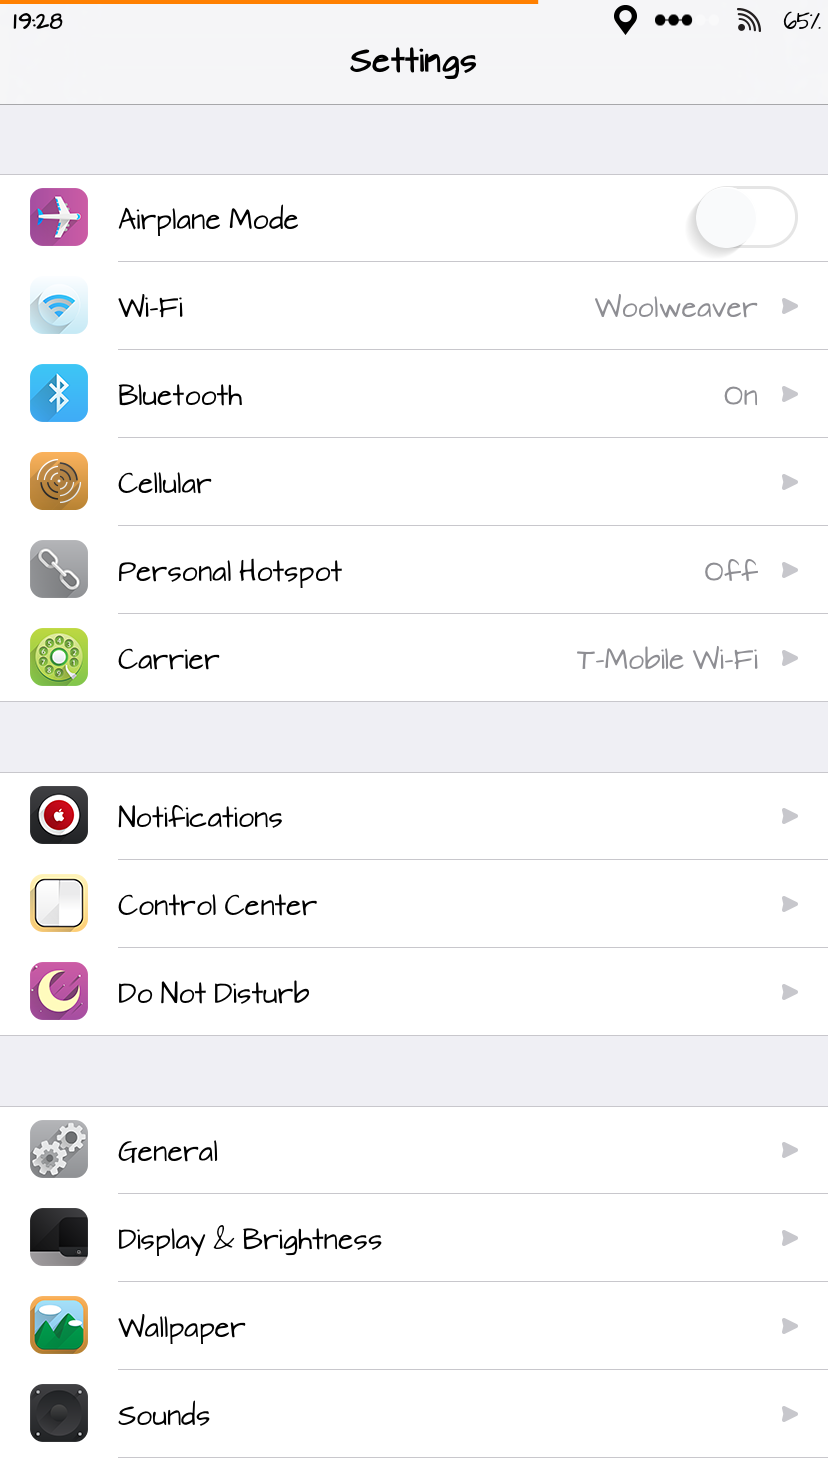 19:28 65%
Settings
Airplane Mode
Wi-Fi Woolweaver
Bluetooth On
Cellular
Personal Hotspot Off
Carrier T-Mobile Wi-Fi
Notifications
Control Center
Do Not Disturb
General
Display & Brightness
Wallpaper
Sounds